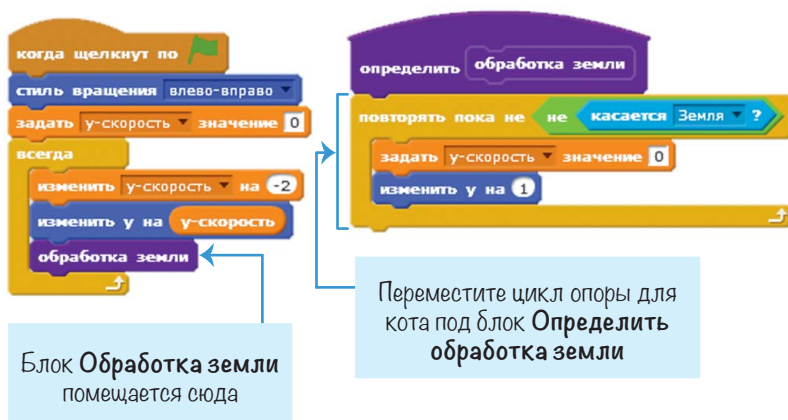 когда щелкнут по
стиль вращения влево-вправо
задать y-скорость значение 0
всегда
изменить y-скорость на -2
изменить y на y-скорость
обработка земли
определить обработка земли
повторять пока не не касается Земля ?
задать y-скорость значение 0
изменить y на 1
Блок Обработка земли
помещается сюда
Переместите цикл опоры для
кота под блок Определить
обработка земли